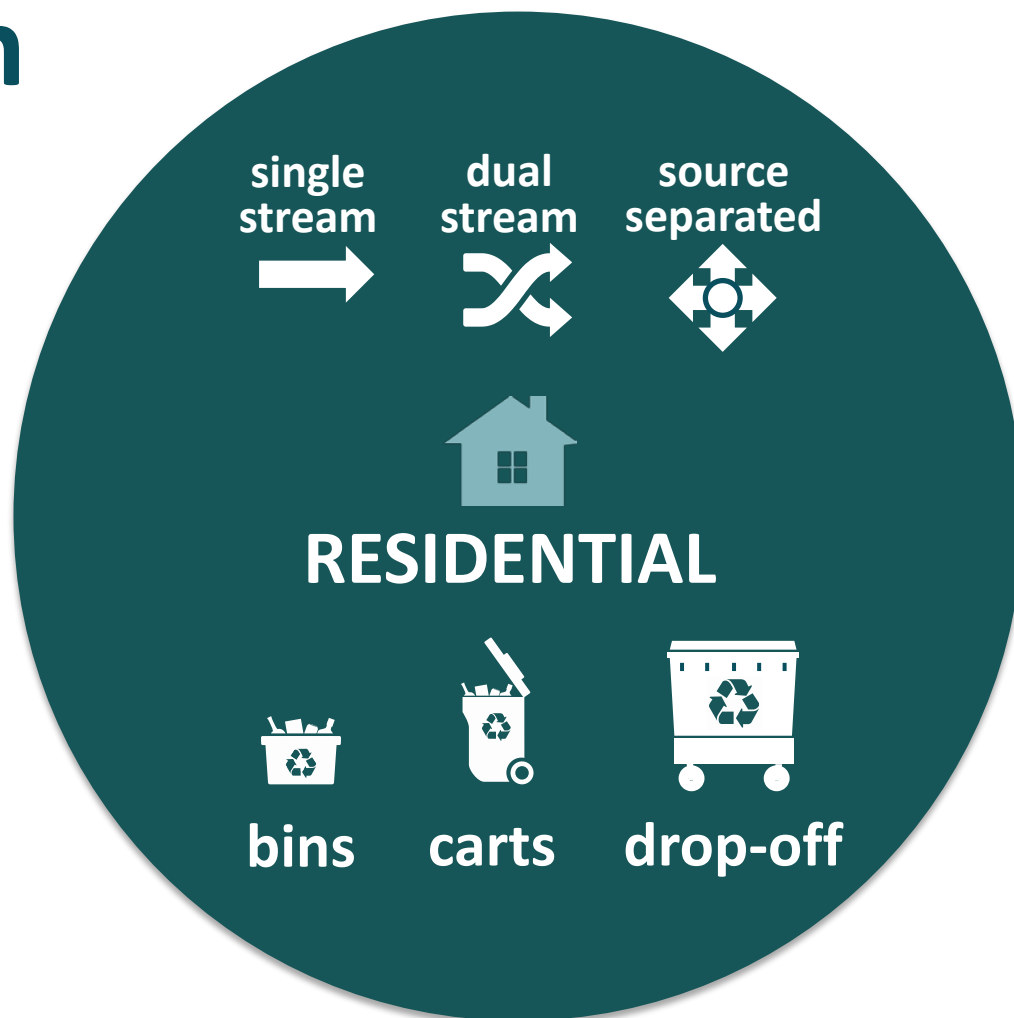 n
single dual source
stream stream separated
RESIDENTIAL
bins carts drop-off